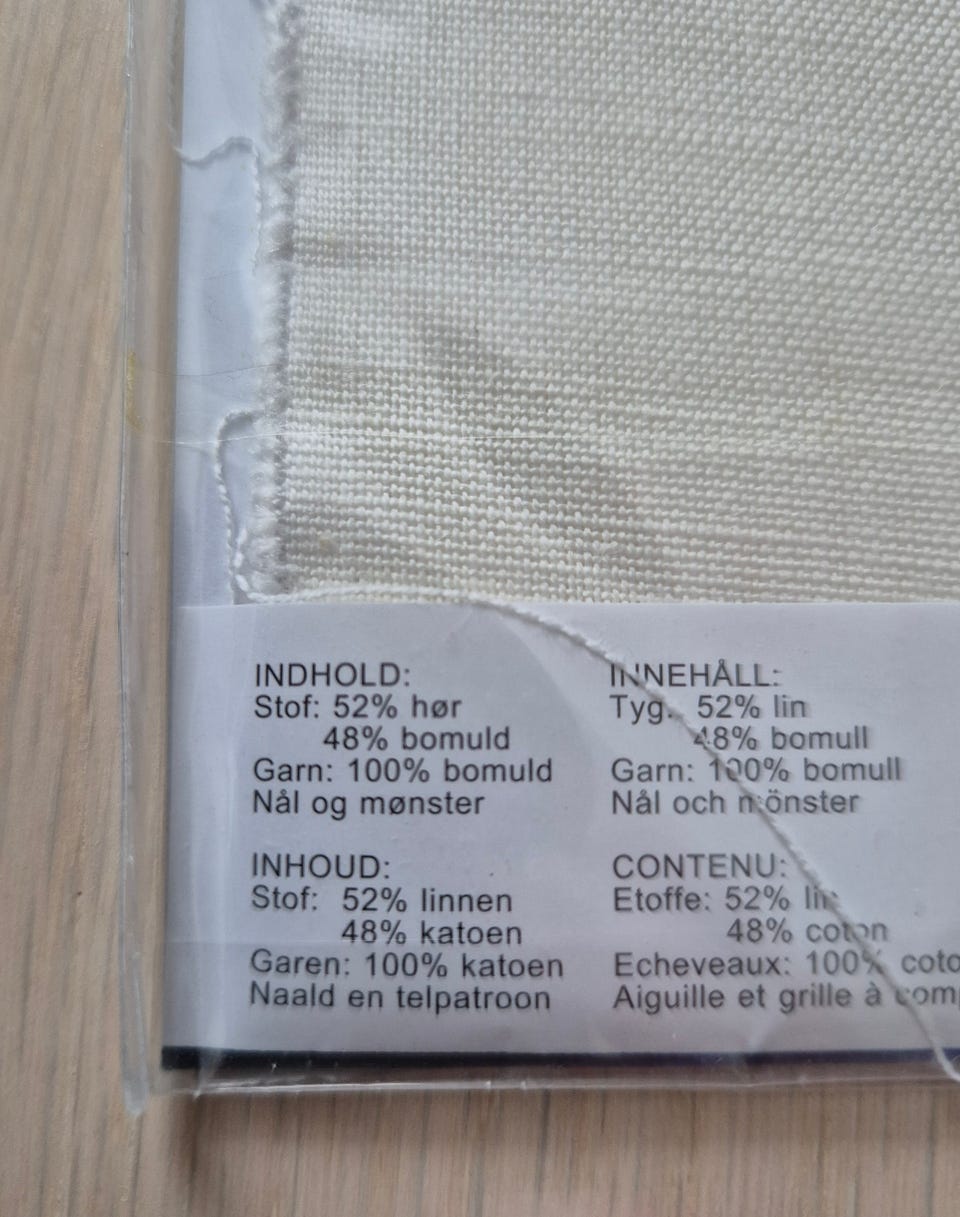 INDHOLD:
Stof: 52% hør
48% bomuld
Garn: 100% bomuld
Nål og mønster
INNEHÅLL:
Tyg. 52% lin
48% bomull
Garn: 100% bomull
Nål och mönster
INHOUD:
Stof: 52% linnen
48% katoen
Garen: 100% katoen
Naald en telpatroon
CONTENU:
Etoffe: 52% lin
48% coton
Echeveaux: 100%
Aiguille et grille à